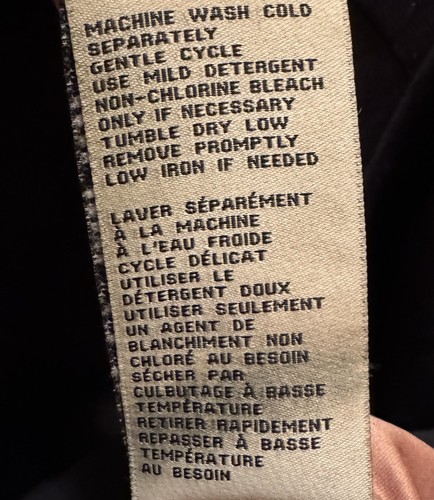 MACHINE WASH COLD
SEPARATELY
GENTLE CYCLE
USE MILD DETERGENT
NON-CHLORINE BLEACH
ONLY IF NECESSARY
TUMBLE DRY LOW
REMOVE PROMPTLY
LOW IRON IF NEEDED
LAVER SÉPARÉMENT
À LA MACHINE
À L'EAU FROIDE
CYCLE DÉLICAT
UTILISER LE
DÉTERGENT DOUX
UTILISER SEULEMENT
UN AGENT DE
BLANCHIMENT NON
CHLORÉ AU BESOIN
SÉCHER PAR
CULBUTAGE À BASSE
TEMPÉRATURE
RETIRER RAPIDEMENT
REPASSER À BASSE
TEMPÉRATURE
AU BESOIN